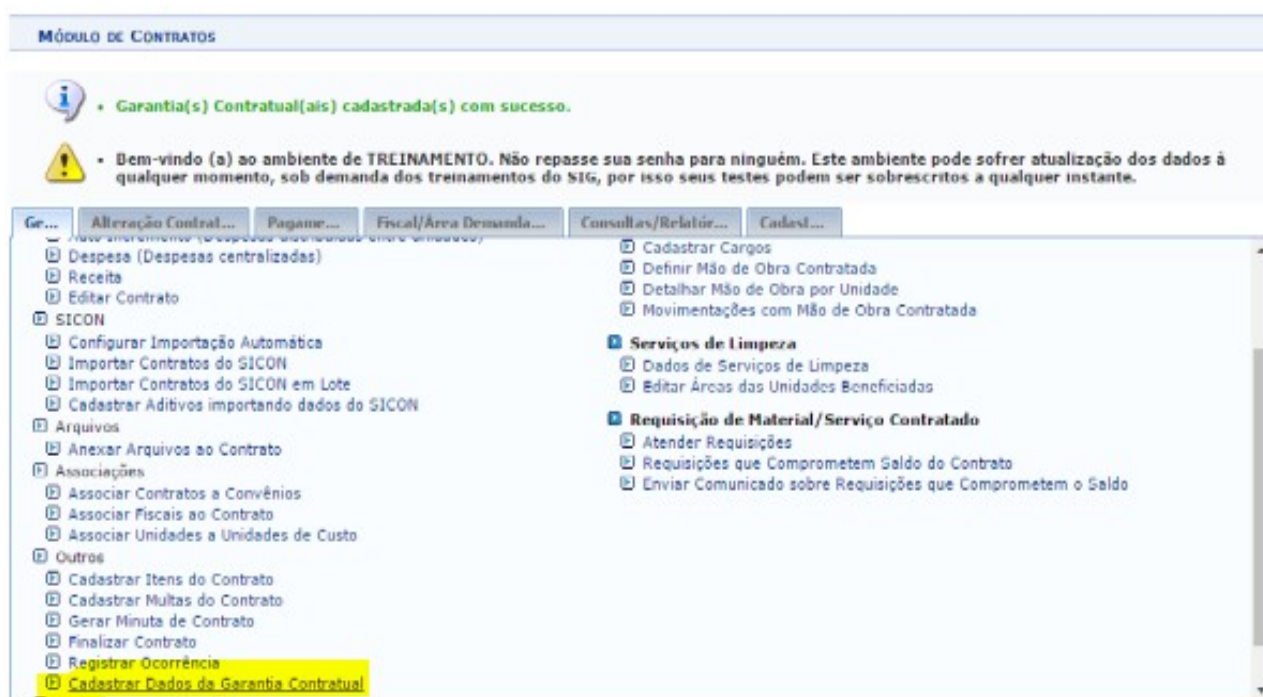 MÓDULO DE CONTRATOS
• Garantia(s) Contratual(ais) cadastrada(s) com sucesso.
• Bem-vindo (a) ao ambiente de TREINAMENTO. Não repasse sua senha para ninguém. Este ambiente pode sofrer atualização dos dados à
qualquer momento, sob demanda dos treinamentos do SIG, por isso seus testes podem ser sobrescritos a qualquer instante.
Ge... Alteração Contrat... Pagame... Fiscal/Área Demanda... Consultas/Relatór... Cadast...
Auto Incremento (Despesas distribuídas entre unidades)
Despesa (Despesas centralizadas)
Receita
Editar Contrato
SICON
Configurar Importação Automática
Importar Contratos do SICON
Importar Contratos do SICON em Lote
Cadastrar Aditivos importando dados do SICON
Arquivos
Anexar Arquivos ao Contrato
Associações
Associar Contratos a Convênios
Associar Fiscais ao Contrato
Associar Unidades a Unidades de Custo
Outros
Cadastrar Itens do Contrato
Cadastrar Multas do Contrato
Gerar Minuta de Contrato
Finalizar Contrato
Registrar Ocorrência
Cadastrar Dados da Garantia Contratual
Cadastrar Cargos
Definir Mão de Obra Contratada
Detalhar Mão de Obra por Unidade
Movimentações com Mão de Obra Contratada
Serviços de Limpeza
Dados de Serviços de Limpeza
Editar Áreas das Unidades Beneficiadas
Requisição de Material/Serviço Contratado
Atender Requisições
Requisições que Comprometem Saldo do Contrato
Enviar Comunicado sobre Requisições que Comprometem o Saldo